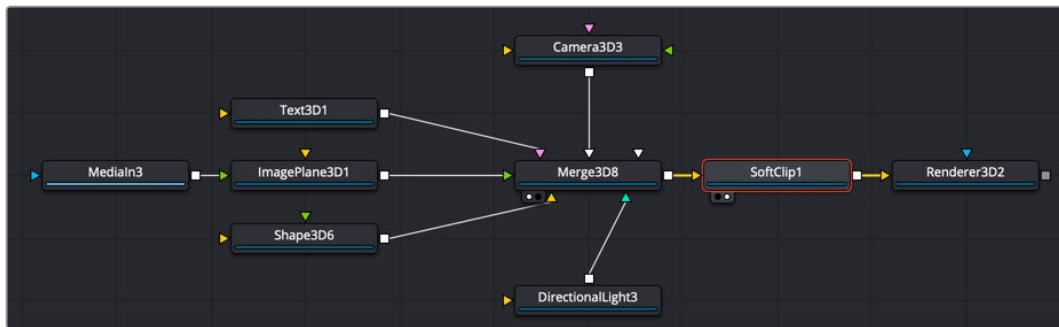 Camera3D3
Text3D1
MediaIn3
ImagePlane3D1
Merge3D8
SoftClip1
Renderer3D2
Shape3D6
DirectionalLight3